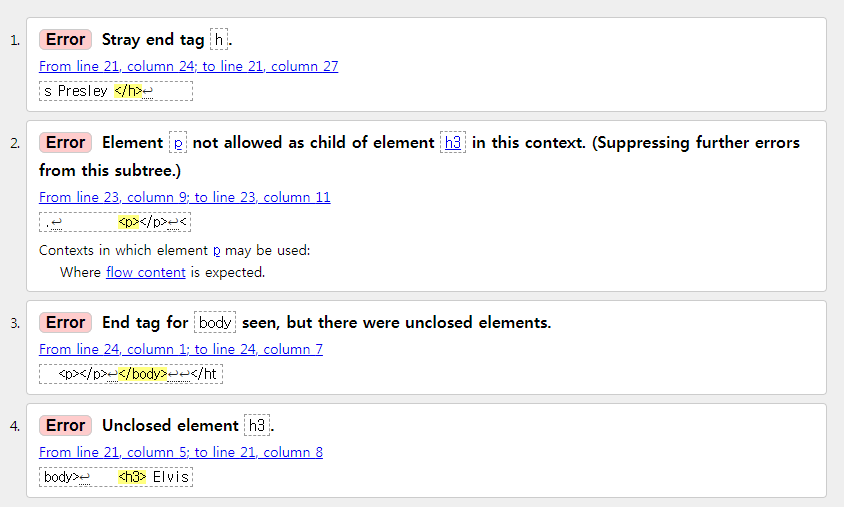 1. Error Stray end tag h.
From line 21, column 24; to line 21, column 27
s Presley </h>↩
2. Error Element p not allowed as child of element h3 in this context. (Suppressing further errors
from this subtree.)
From line 23, column 9; to line 23, column 11
.↩ <p></p>↩<
Contexts in which element p may be used:
Where flow content is expected.
3. Error End tag for body seen, but there were unclosed elements.
From line 24, column 1; to line 24, column 7
<p></p>↩</body>↩↩</ht
4. Error Unclosed element h3.
From line 21, column 5; to line 21, column 8
body>↩ <h3> Elvis